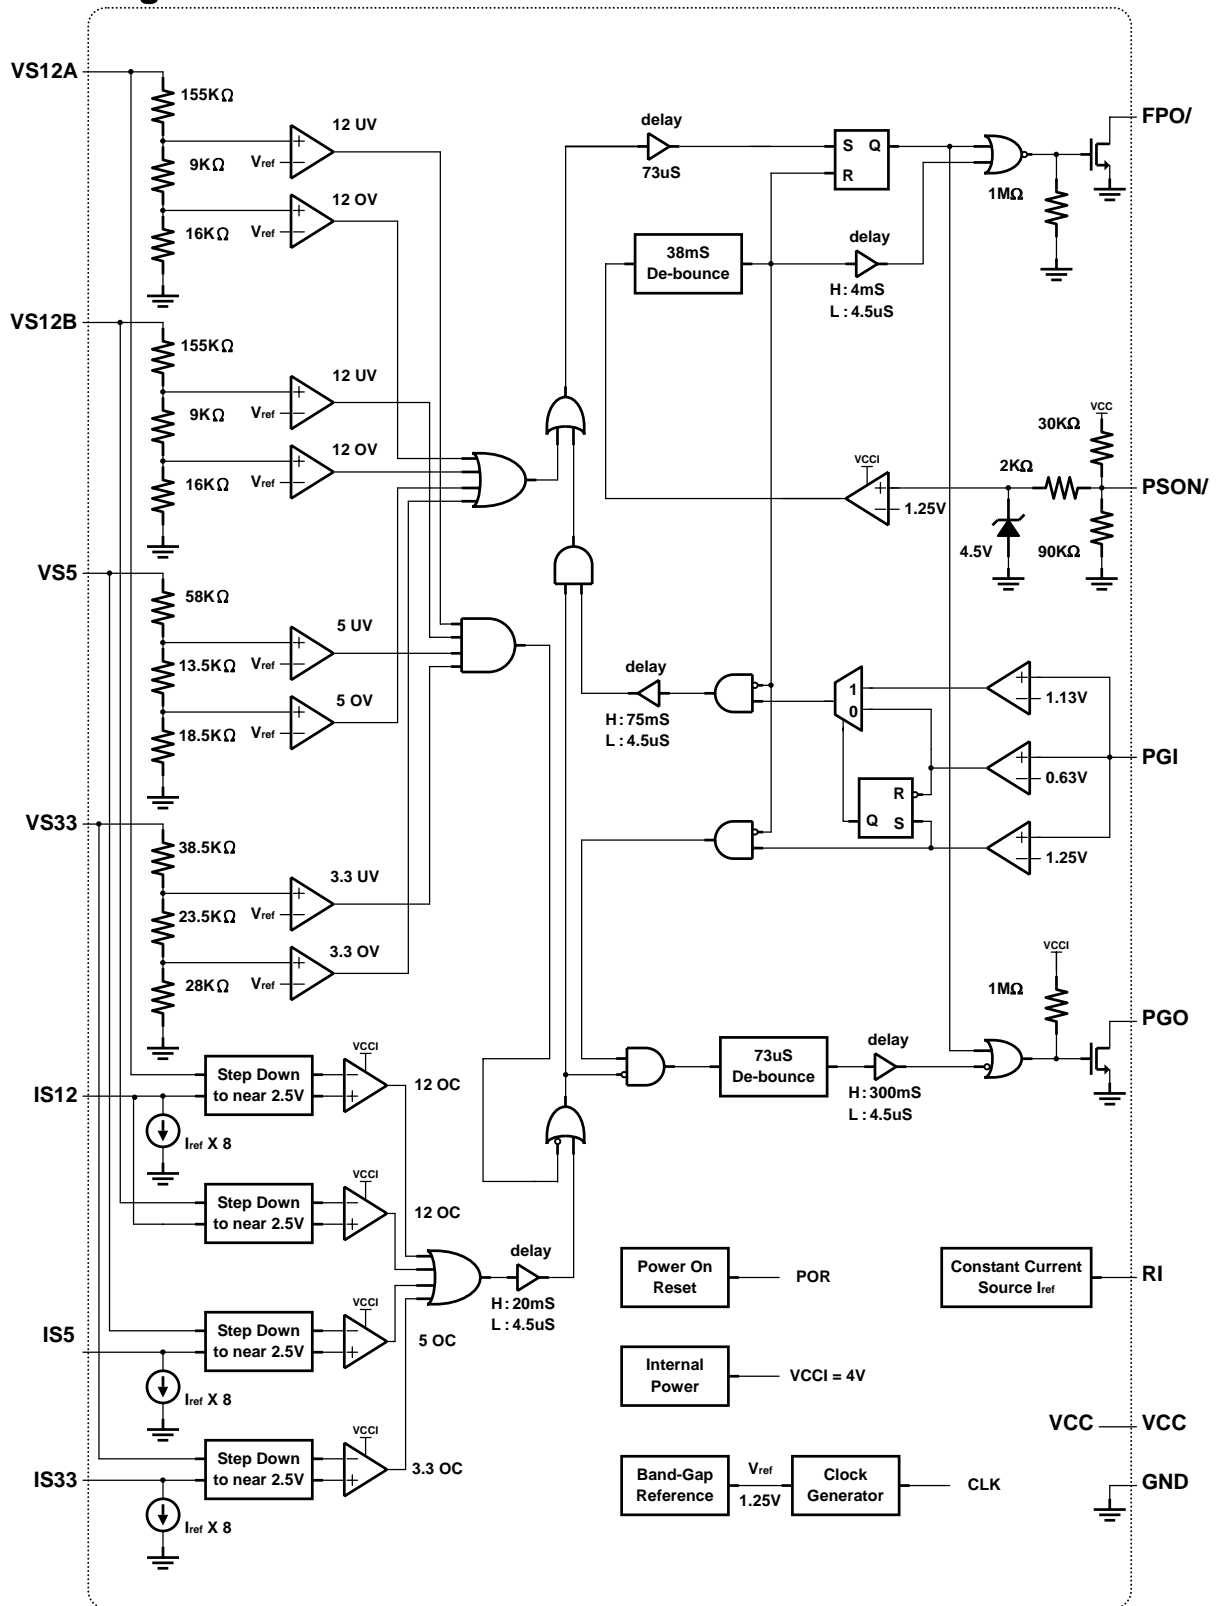 VS12A
155KΩ
12 UV
+
Vref
−
9KΩ
12 OV
+
Vref
−
16KΩ
VS12B
155KΩ
12 UV
+
Vref
−
9KΩ
12 OV
+
Vref
−
16KΩ
VS5
58KΩ
5 UV
+
Vref
−
13.5KΩ
5 OV
+
Vref
−
18.5KΩ
VS33
38.5KΩ
3.3 UV
+
Vref
−
23.5KΩ
3.3 OV
+
Vref
−
28KΩ
IS12
Iref X 8
Step Down
to near 2.5V
VCCI
−
+
12 OC
Step Down
to near 2.5V
VCCI
−
+
12 OC
IS5
Iref X 8
Step Down
to near 2.5V
VCCI
−
+
5 OC
IS33
Iref X 8
Step Down
to near 2.5V
VCCI
−
+
3.3 OC
delay
H : 20mS
L : 4.5uS
delay
73uS
S Q
R
1MΩ
FPO/
38mS
De-bounce
delay
H : 4mS
L : 4.5uS
VCC
30KΩ
2KΩ
PSON/
90KΩ
4.5V
VCCI
+
−
1.25V
delay
H : 75mS
L : 4.5uS
1
0
+
−
1.13V
PGI
+
−
0.63V
R
Q S
+
−
1.25V
73uS
De-bounce
delay
H : 300mS
L : 4.5uS
VCCI
1MΩ
PGO
Power On
Reset
POR
Constant Current
Source Iref
RI
Internal
Power
VCCI = 4V
VCC
VCC
Band-Gap
Reference
Vref
1.25V
Clock
Generator
CLK
GND